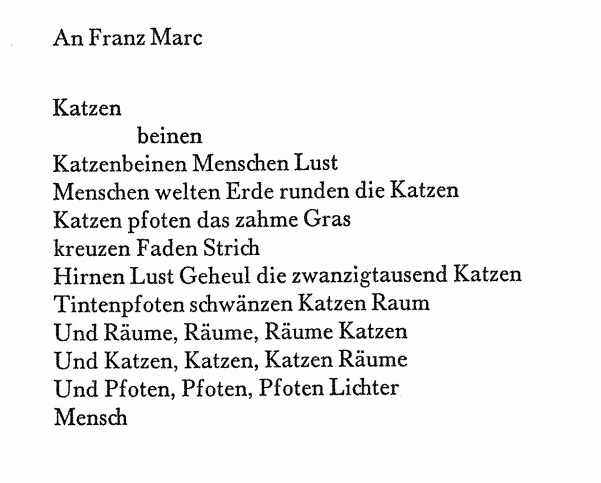 An Franz Marc
Katzen
beinen
Katzenbeinen Menschen Lust
Menschen welten Erde runden die Katzen
Katzen pfoten das zahme Gras
kreuzen Faden Strich
Hirnen Lust Geheul die zwanzigtausend Katzen
Tintenpfoten schwänzen Katzen Raum
Und Räume, Räume, Räume Katzen
Und Katzen, Katzen, Katzen Räume
Und Pfoten, Pfoten, Pfoten Lichter
Mensch